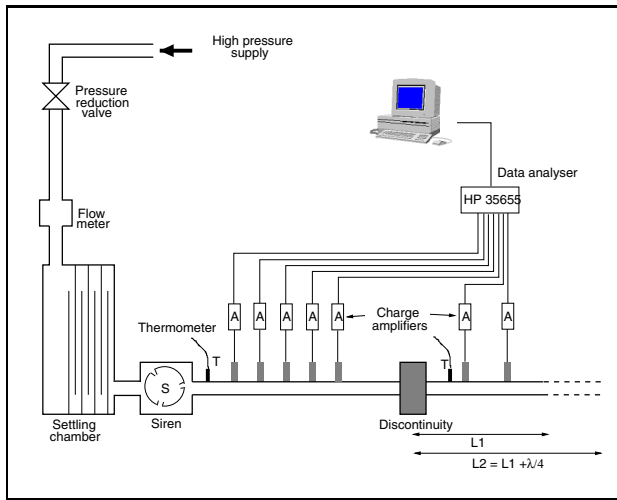 High pressure
supply
Pressure
reduction
valve
Data analyser
HP 35655
Flow
meter
A A A A A A A
Charge
amplifiers
Thermometer
T
T
S
Settling
chamber
Siren
Discontinuity
L1
L2 = L1 +λ/4